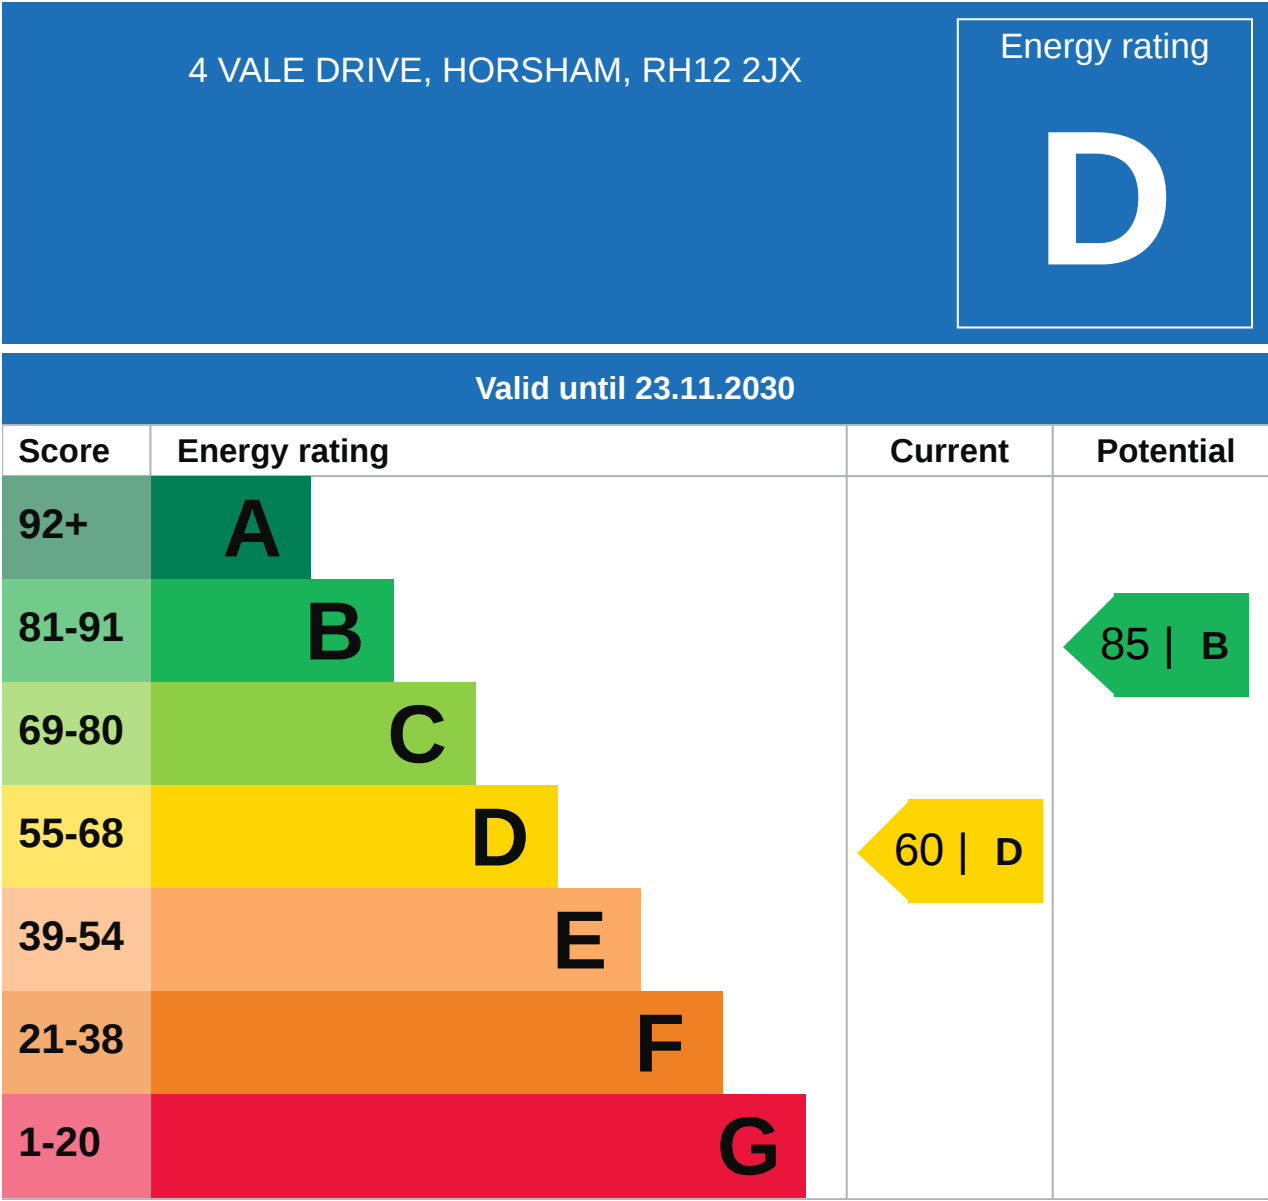 4 VALE DRIVE, HORSHAM, RH12 2JX
Energy rating
D
Valid until 23.11.2030
Score Energy rating Current Potential
92+ A
81-91 B 85 | B
69-80 C
55-68 D 60 | D
39-54 E
21-38 F
1-20 G